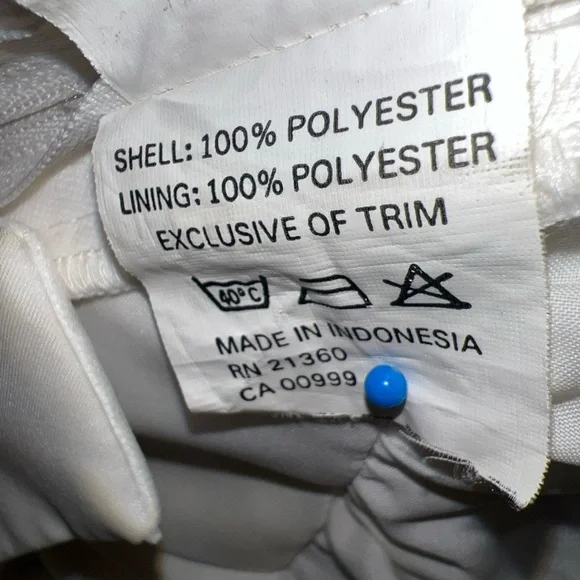 SHELL: 100% POLYESTER
LINING: 100% POLYESTER
EXCLUSIVE OF TRIM
40°C
MADE IN INDONESIA
RN 21360
CA 00999